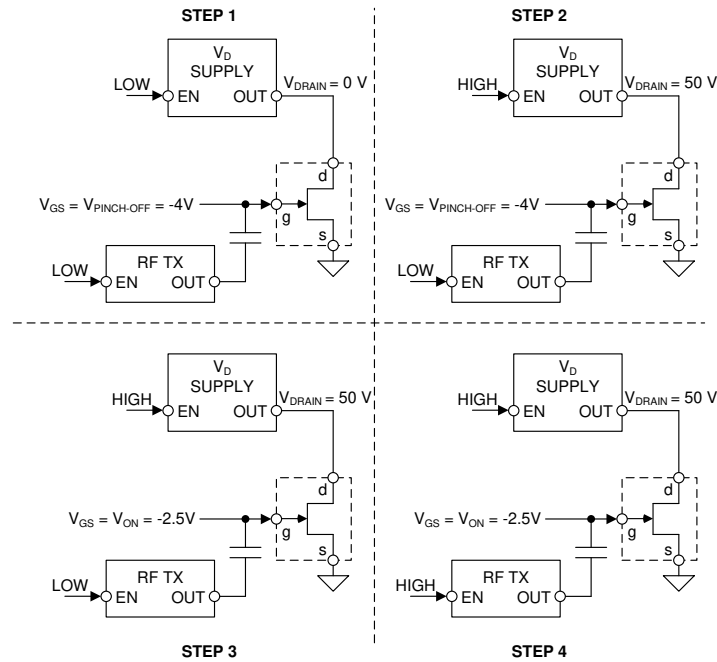 STEP 1
V_D
SUPPLY
LOW
EN
OUT
V_DRAIN = 0 V
d
V_GS = V_PINCH-OFF = -4V
g
s
RF TX
LOW
EN
OUT
STEP 2
V_D
SUPPLY
HIGH
EN
OUT
V_DRAIN = 50 V
d
V_GS = V_PINCH-OFF = -4V
g
s
RF TX
LOW
EN
OUT
V_D
SUPPLY
HIGH
EN
OUT
V_DRAIN = 50 V
d
V_GS = V_ON = -2.5V
g
s
RF TX
LOW
EN
OUT
STEP 3
V_D
SUPPLY
HIGH
EN
OUT
V_DRAIN = 50 V
d
V_GS = V_ON = -2.5V
g
s
RF TX
HIGH
EN
OUT
STEP 4